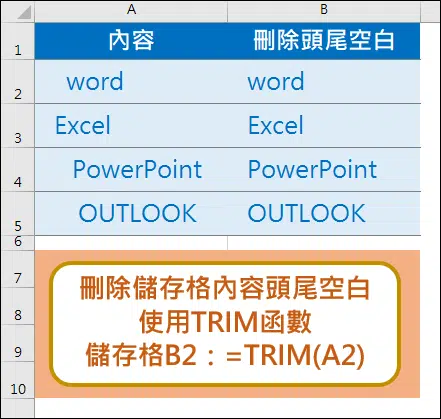 A B
1 內容 刪除頭尾空白
2 word word
3 Excel Excel
4 PowerPoint PowerPoint
5 OUTLOOK OUTLOOK
6
7 刪除儲存格內容頭尾空白
8 使用TRIM函數
9 儲存格B2：=TRIM(A2)
10